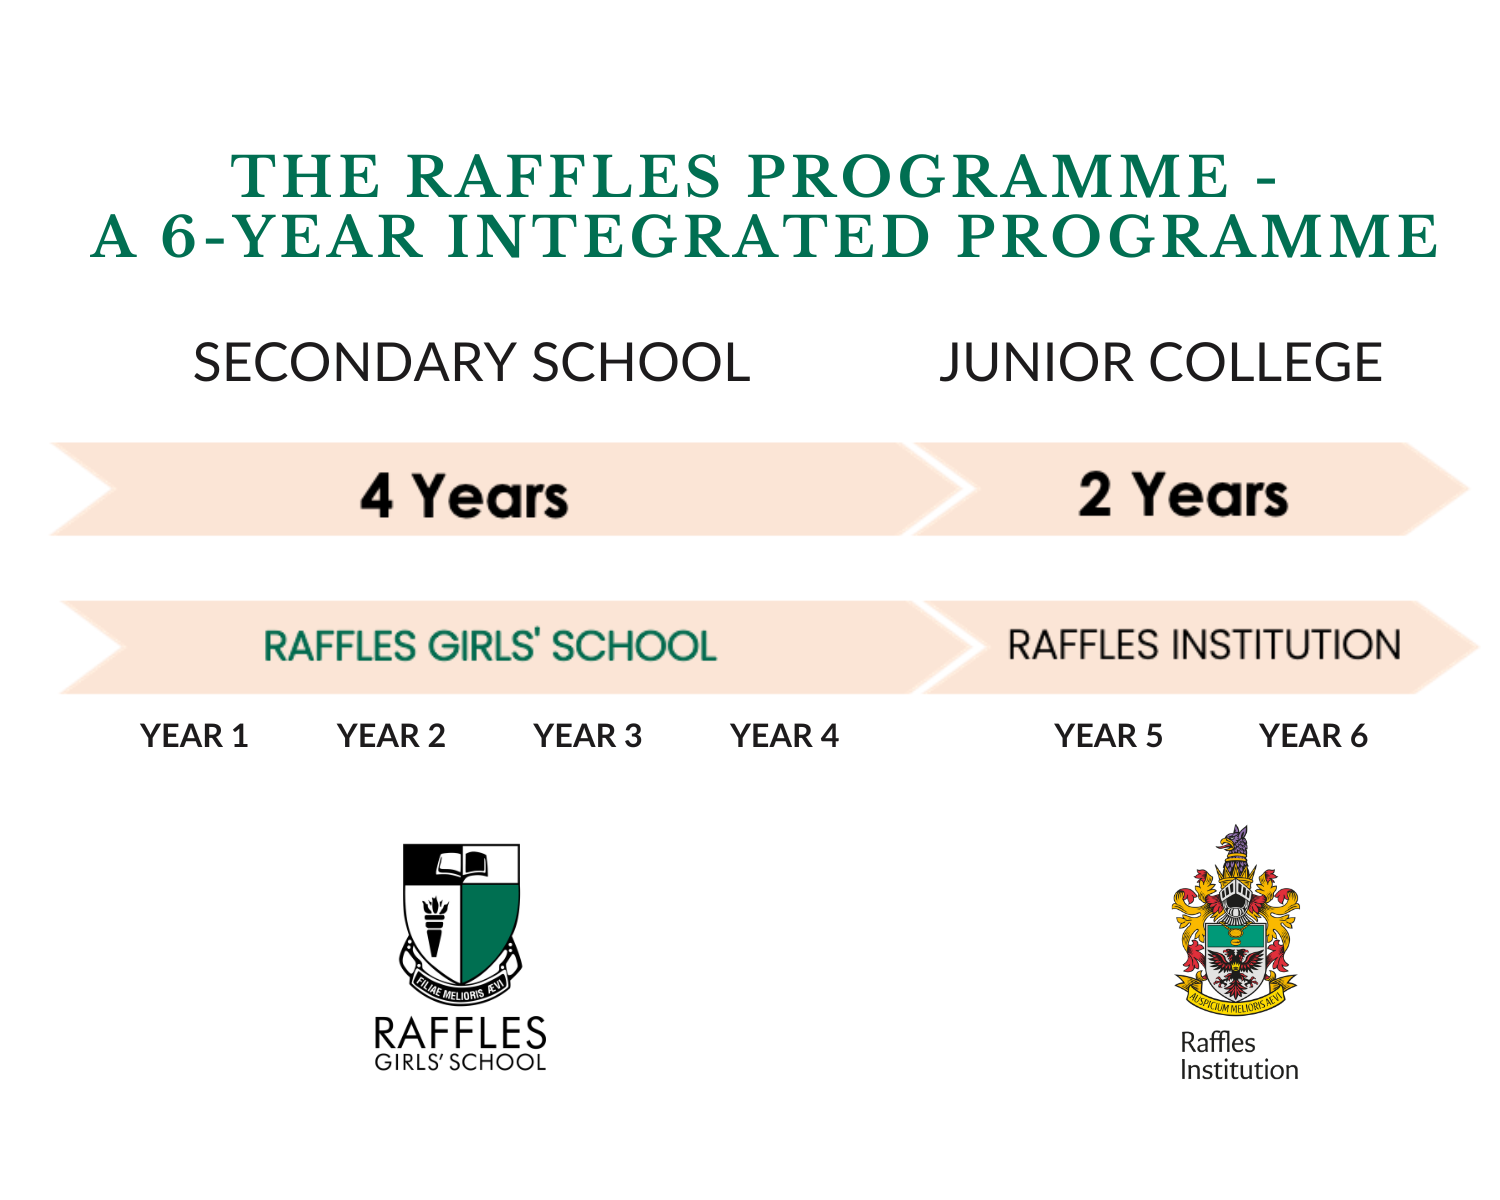 THE RAFFLES PROGRAMME -
A 6-YEAR INTEGRATED PROGRAMME
SECONDARY SCHOOL
JUNIOR COLLEGE
4 Years
2 Years
RAFFLES GIRLS' SCHOOL
RAFFLES INSTITUTION
YEAR 1
YEAR 2
YEAR 3
YEAR 4
YEAR 5
YEAR 6
FILIAE MELIORIS ÆVI
RAFFLES
GIRLS' SCHOOL
AUSPICIUM MELIORIS AEVI
Raffles
Institution